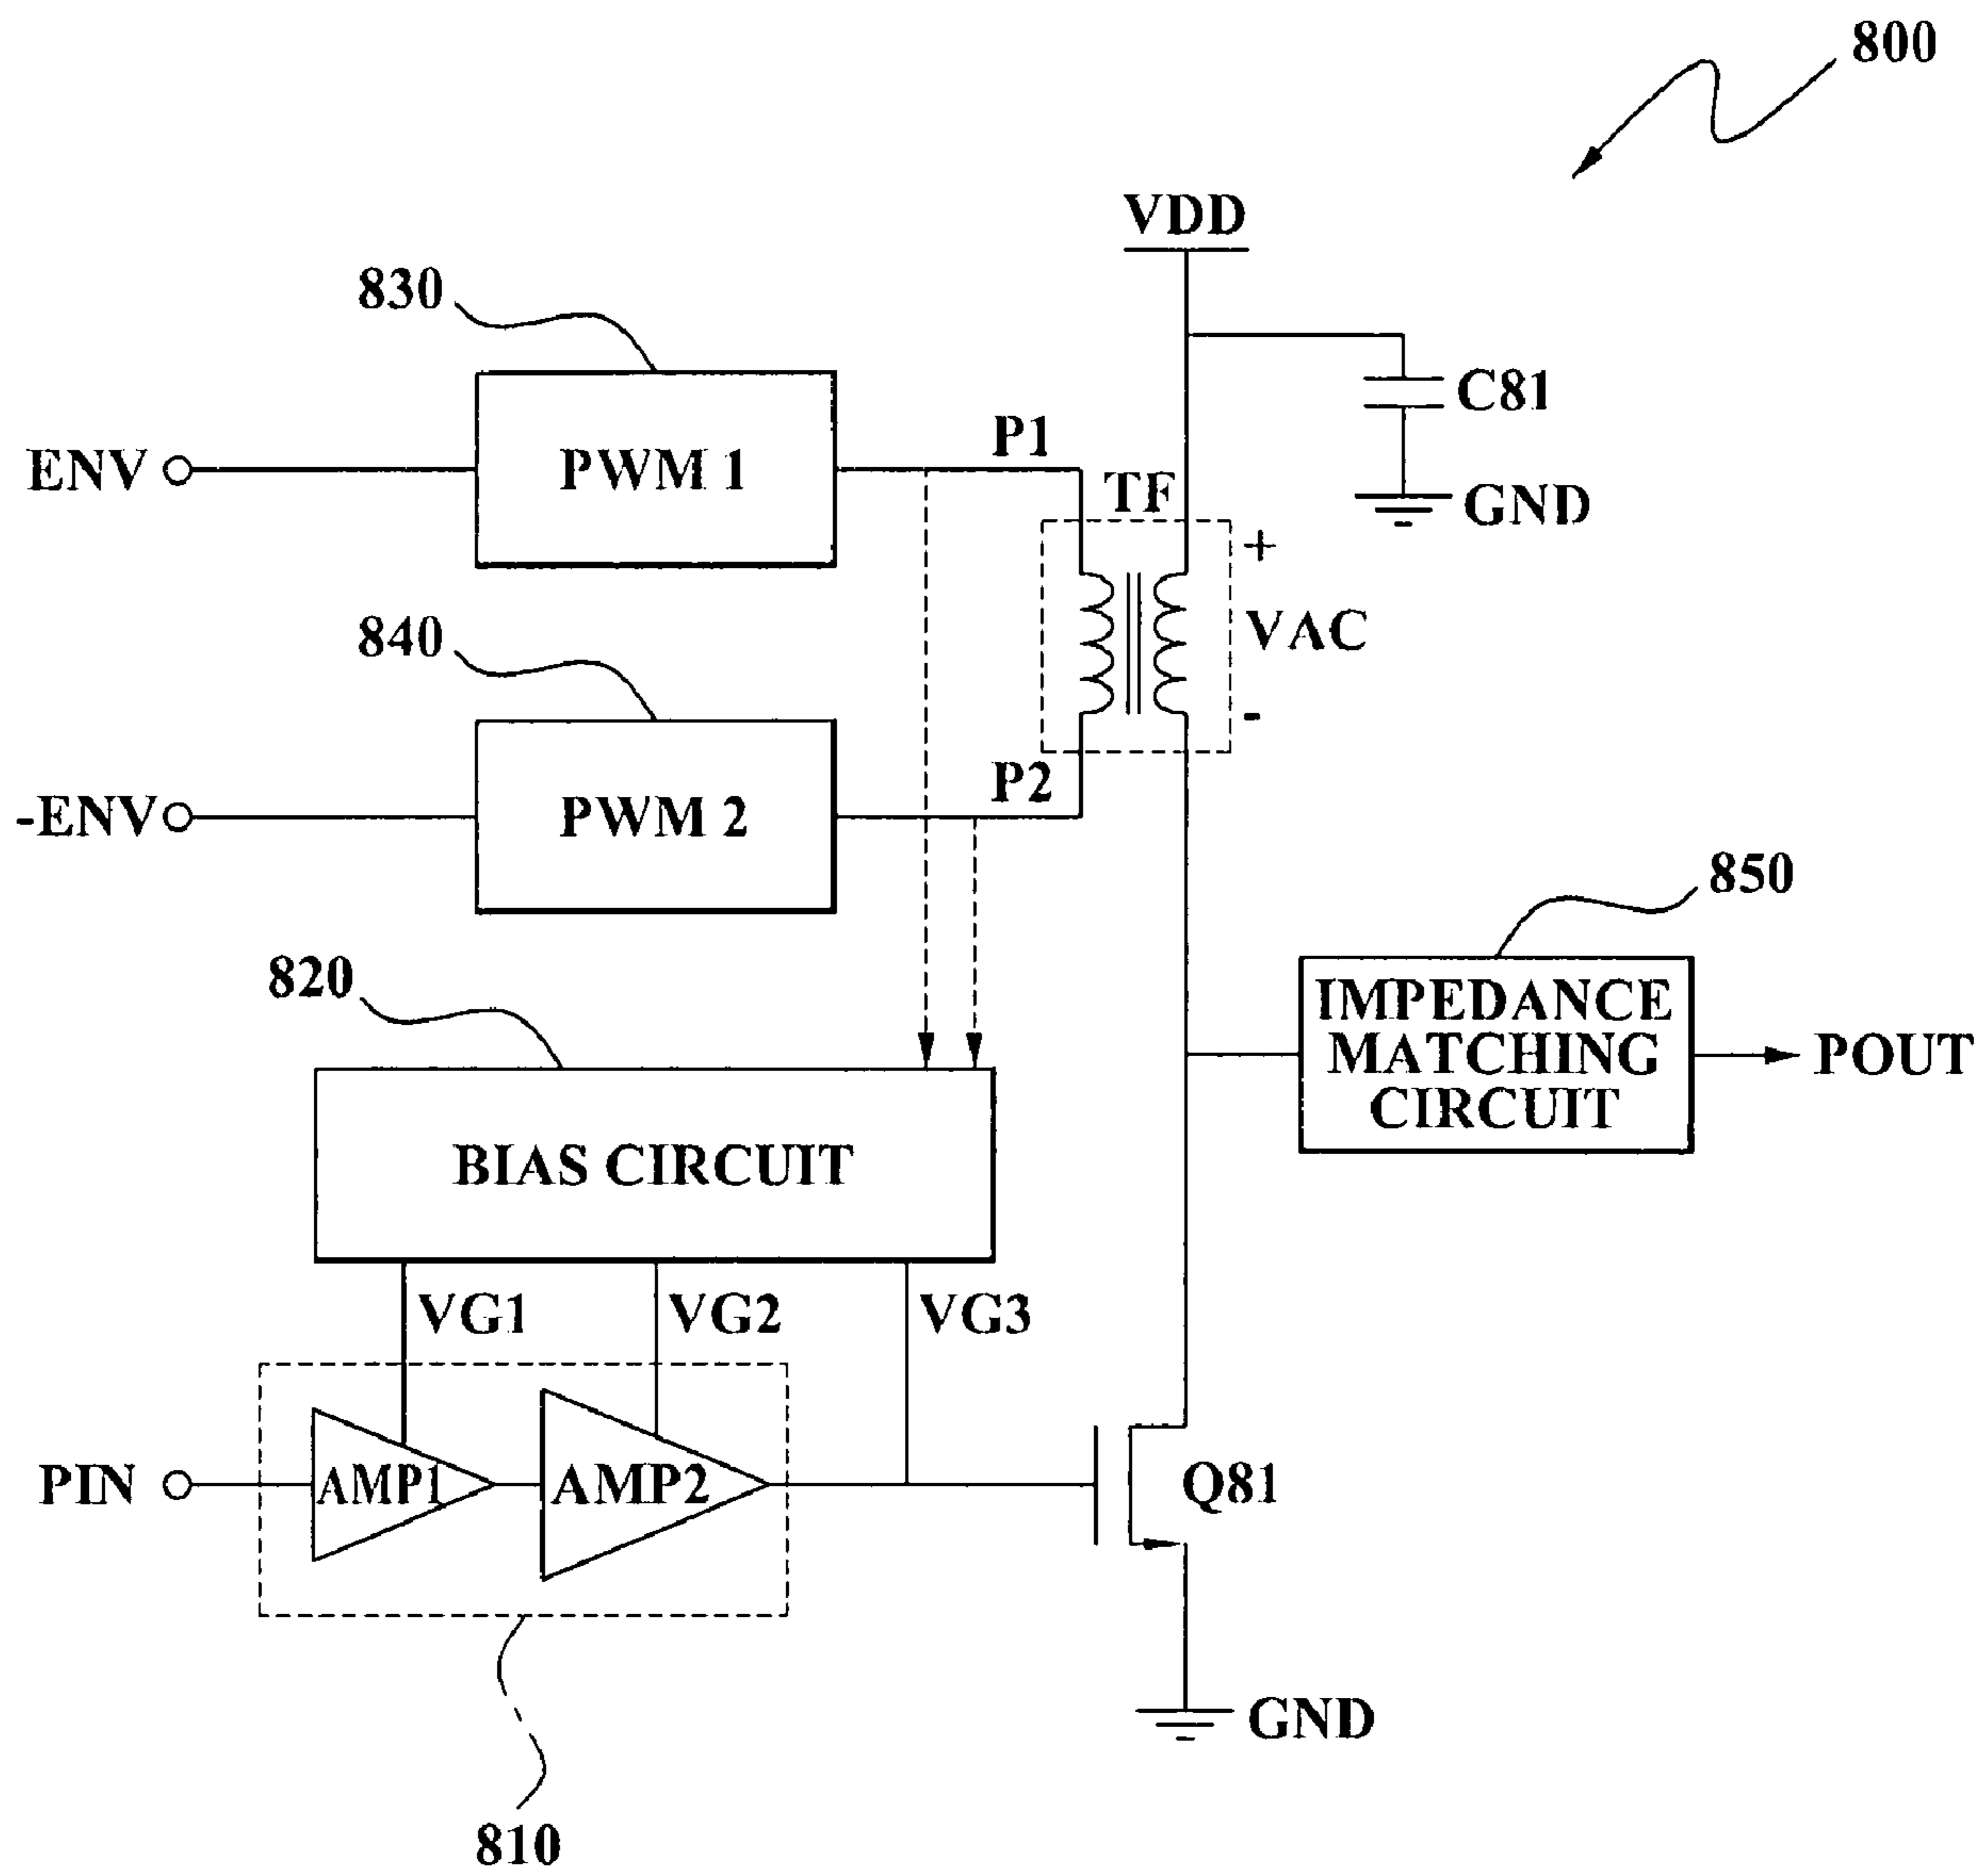 800
VDD
830
C81
ENV
PWM 1
P1
TF
GND
+
VAC
-
840
P2
-ENV
PWM 2
850
820
IMPEDANCE
MATCHING
CIRCUIT
POUT
BIAS CIRCUIT
VG1
VG2
VG3
PIN
AMP1
AMP2
Q81
GND
810